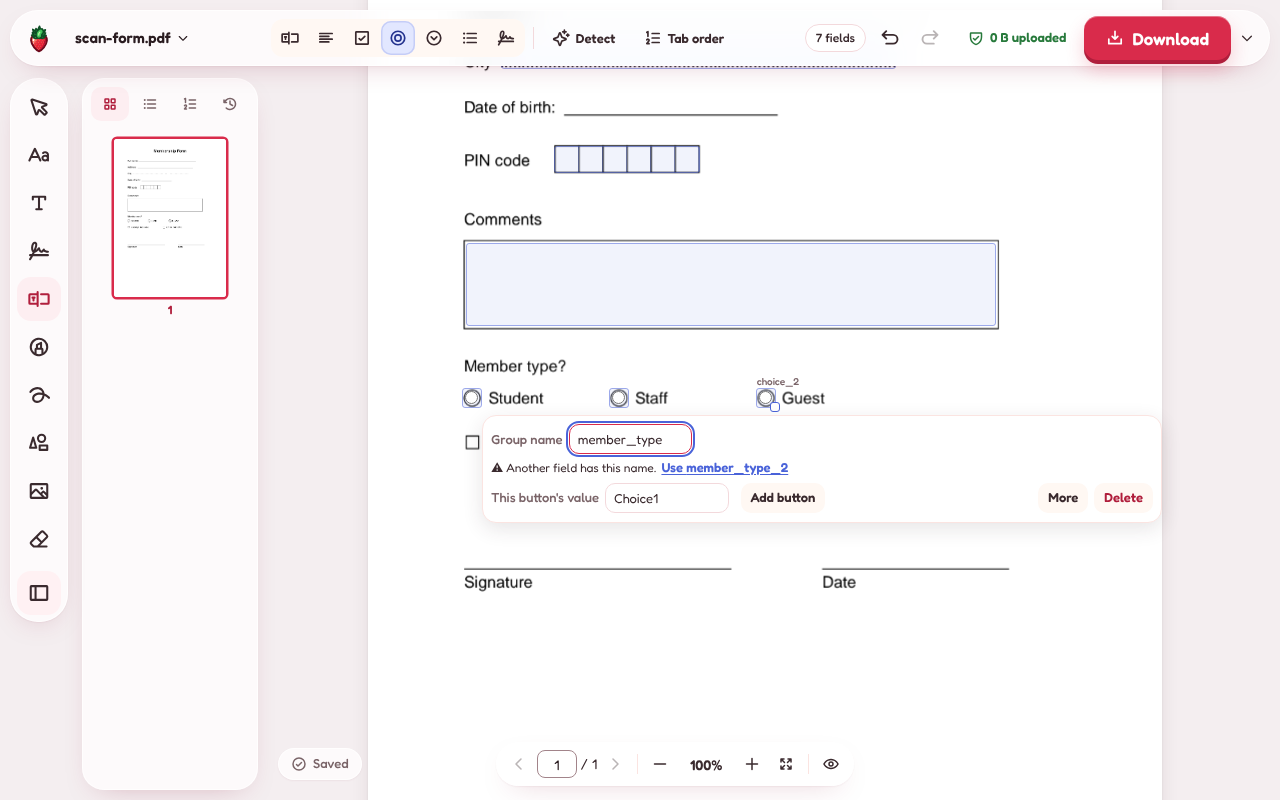 scan-form.pdf
Detect
Tab order
7 fields
0 B uploaded
Download
City
Date of birth:
PIN code
Comments
Member type?
choice_2
Student
Staff
Guest
Group name
member_type
Another field has this name. Use member_type_2
This button's value
Choice1
Add button
More
Delete
Signature
Date
Aa
T
1
Saved
1
/ 1
100%